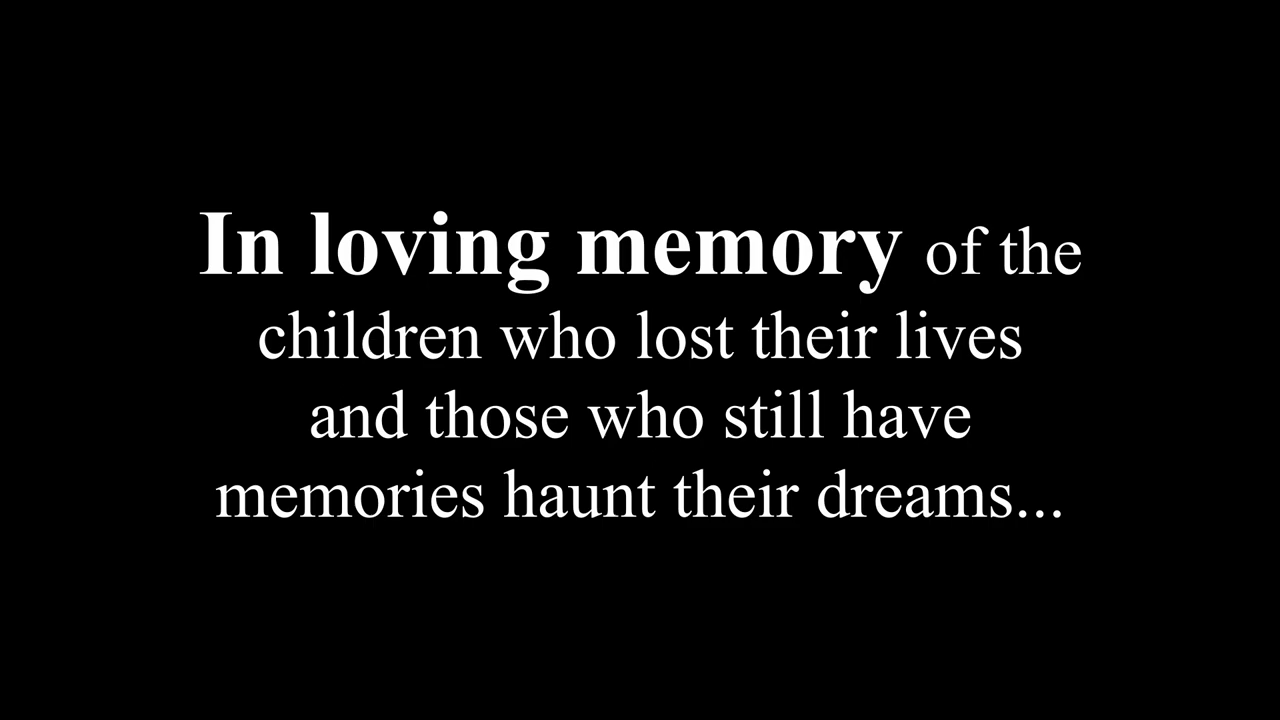 In loving memory of the
children who lost their lives
and those who still have
memories haunt their dreams...